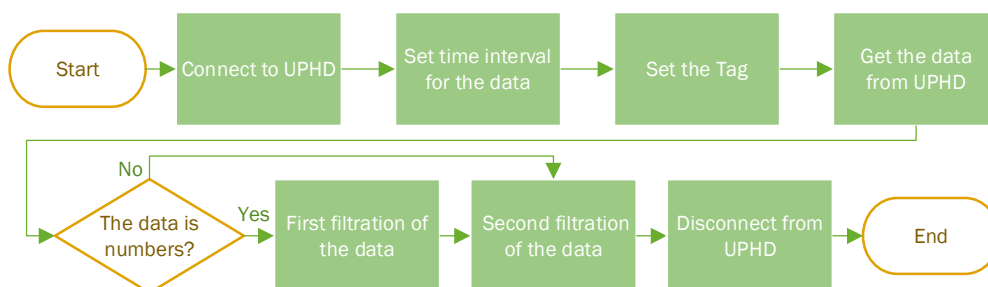 Start
Connect to UPHD
Set time interval
for the data
Set the Tag
Get the data
from UPHD
No
The data is
numbers?
Yes
First filtration of
the data
Second filtration
of the data
Disconnect from
UPHD
End